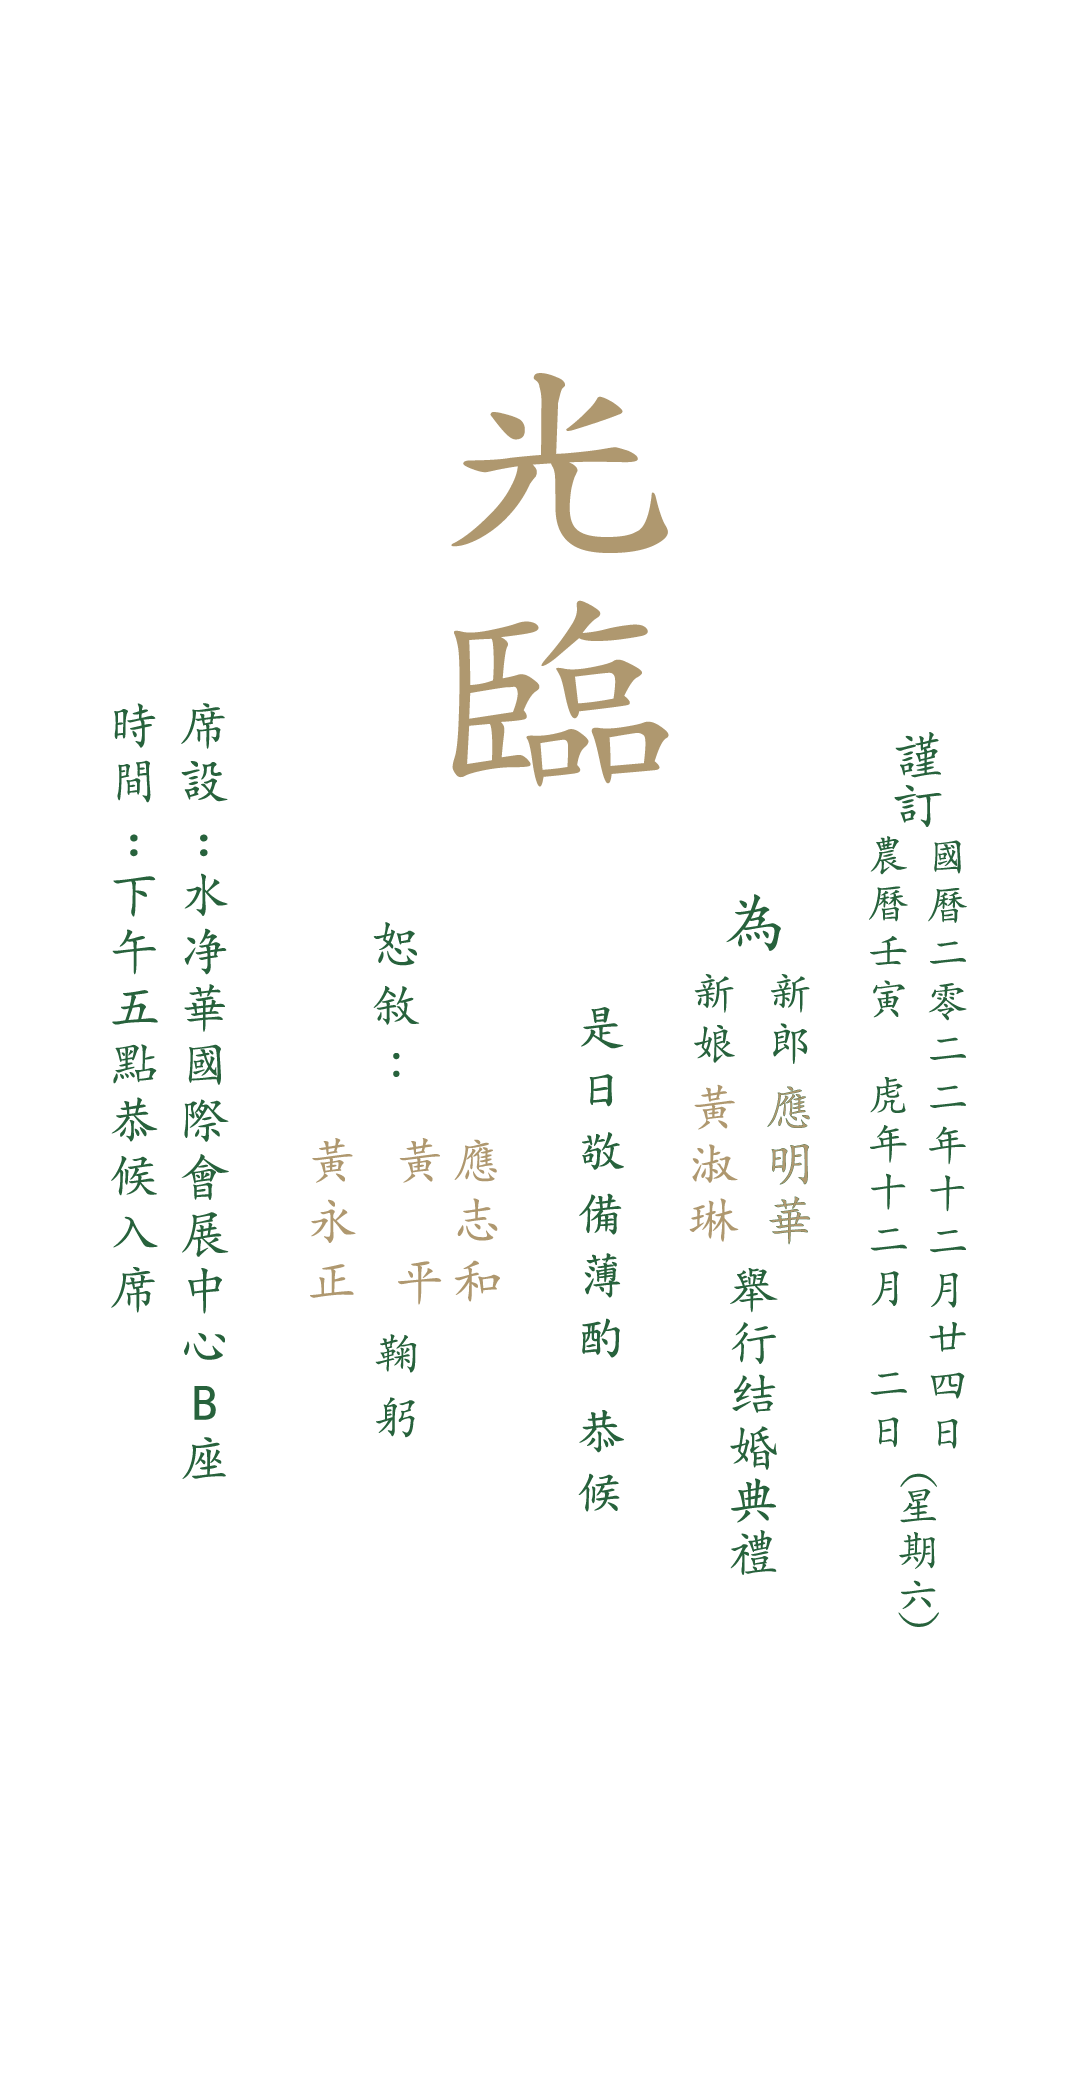 謹訂
國曆二零二二年十二月廿四日
農曆壬寅 虎年十二月 二日
(星期六)
為
新郎 應明華
新娘 黃淑琳
舉行结婚典禮
是日敬備薄酌 恭候
光臨
恕敘：
應志和
黃 平
黃永正
鞠躬
席設：水净華國際會展中心B座
時間：下午五點恭候入席